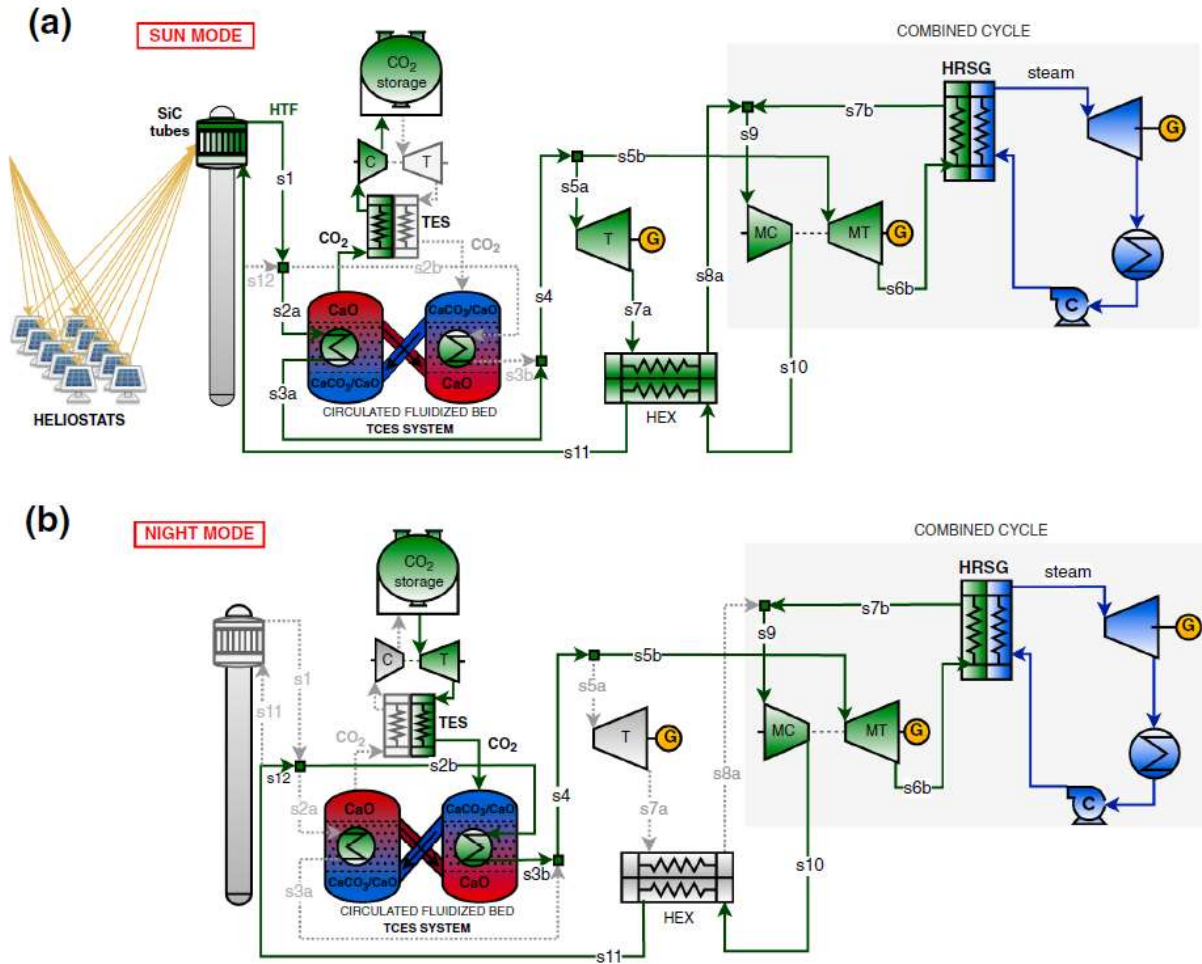 (a)
SUN MODE
CO2
storage
COMBINED CYCLE
HRSG
steam
SiC
tubes
HTF
s1
C
T
TES
CO2
CO2
s12
s2b
s2a
CaO
CaCO3/CaO
CaCO3/CaO
CaO
s3a
s3b
s4
CIRCULATED FLUIDIZED BED
TCES SYSTEM
HELIOSTATS
s5b
s5a
T
G
s7a
HEX
s8a
s7b
s9
MC
MT
G
s6b
s10
s11
G
C
(b)
NIGHT MODE
CO2
storage
COMBINED CYCLE
HRSG
steam
s1
s11
C
T
TES
CO2
CO2
s12
s2b
s2a
CaO
CaCO3/CaO
CaCO3/CaO
CaO
s3a
s3b
s4
CIRCULATED FLUIDIZED BED
TCES SYSTEM
s5b
s5a
T
G
s7a
HEX
s8a
s7b
s9
MC
MT
G
s6b
s10
s11
G
C